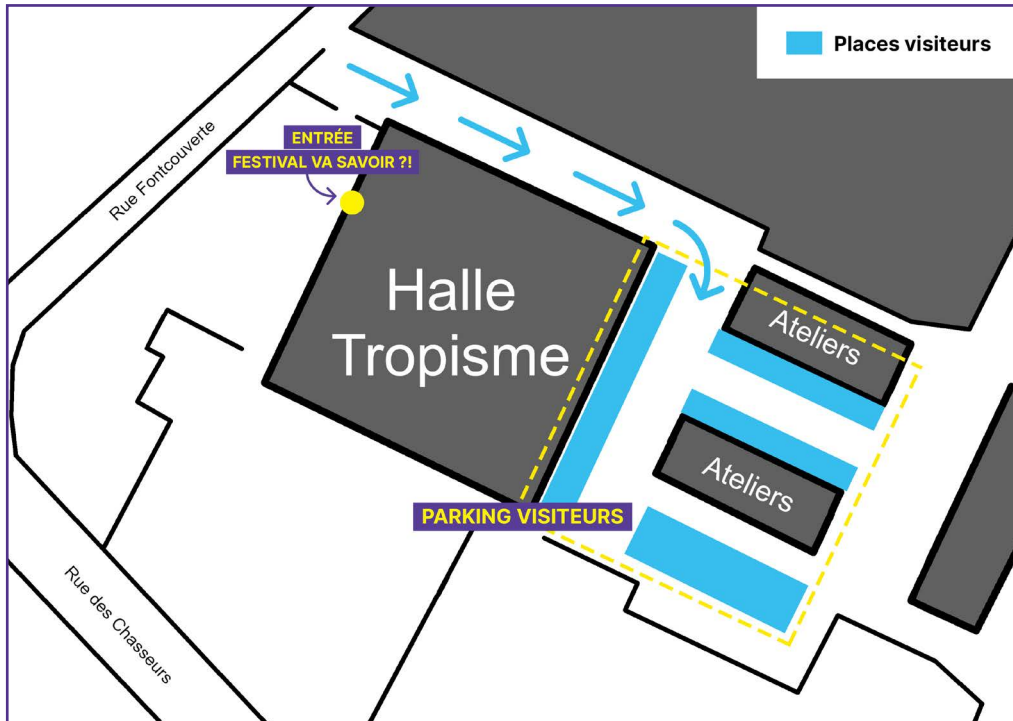 Places visiteurs
Rue Fontcouverte
ENTRÉE
FESTIVAL VA SAVOIR ?!
Halle
Tropisme
Ateliers
Ateliers
PARKING VISITEURS
Rue des Chasseurs